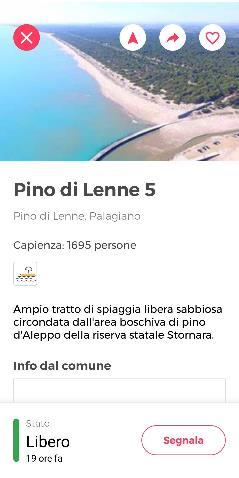 Pino di Lenne 5
Pino di Lenne, Palagiano
Capienza: 1695 persone
Ampio tratto di spiaggia libera sabbiosa
circondata dall'area boschiva di pino
d'Aleppo della riserva statale Stornara.
Info dal comune
Stato
Libero
19 ore fa
Segnala